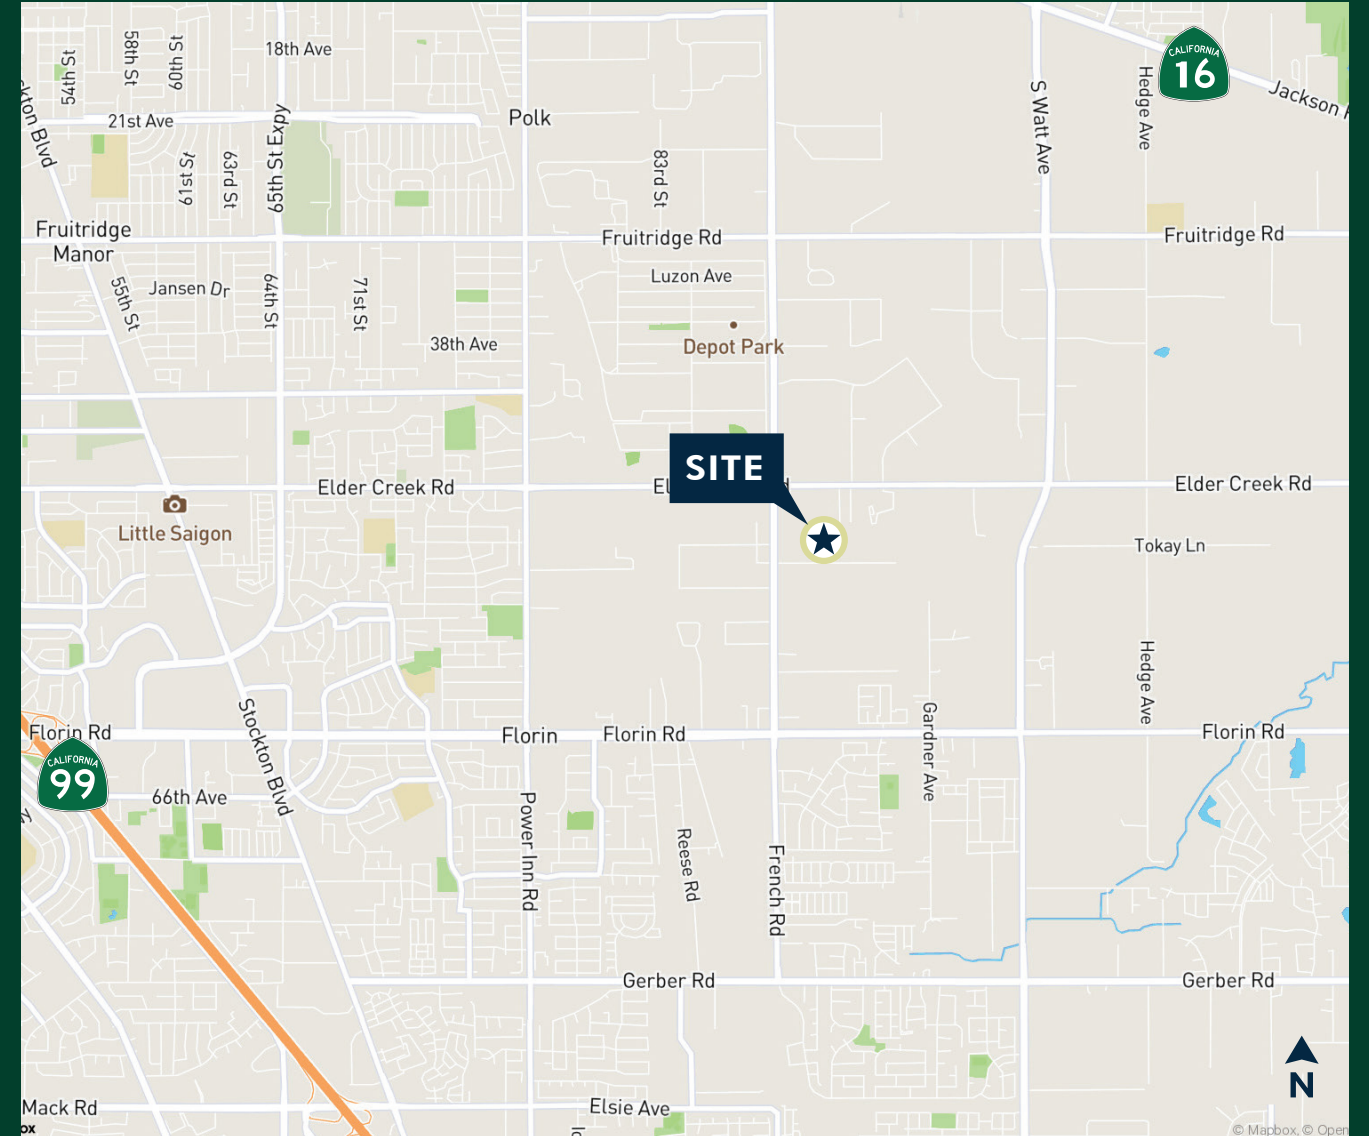 54th St
58th St
60th St
18th Ave
CALIFORNIA
16
Hedge Ave
Jackson
S Watt Ave
21st Ave
65th St Expy
Polk
61st St
63rd St
83rd St
Fruitridge
Manor
Fruitridge Rd
Fruitridge Rd
Luzon Ave
55th St
Jansen Dr
64th St
71st St
38th Ave
Depot Park
SITE
Elder Creek Rd
Elder Creek Rd
Little Saigon
Tokay Ln
Hedge Ave
Stockton Blvd
Florin Rd
Florin
Florin Rd
Gardner Ave
Florin Rd
CALIFORNIA
99
66th Ave
Power Inn Rd
Reese Rd
French Rd
Gerber Rd
Gerber Rd
N
Mack Rd
Elsie Ave
© Mapbox, © Open